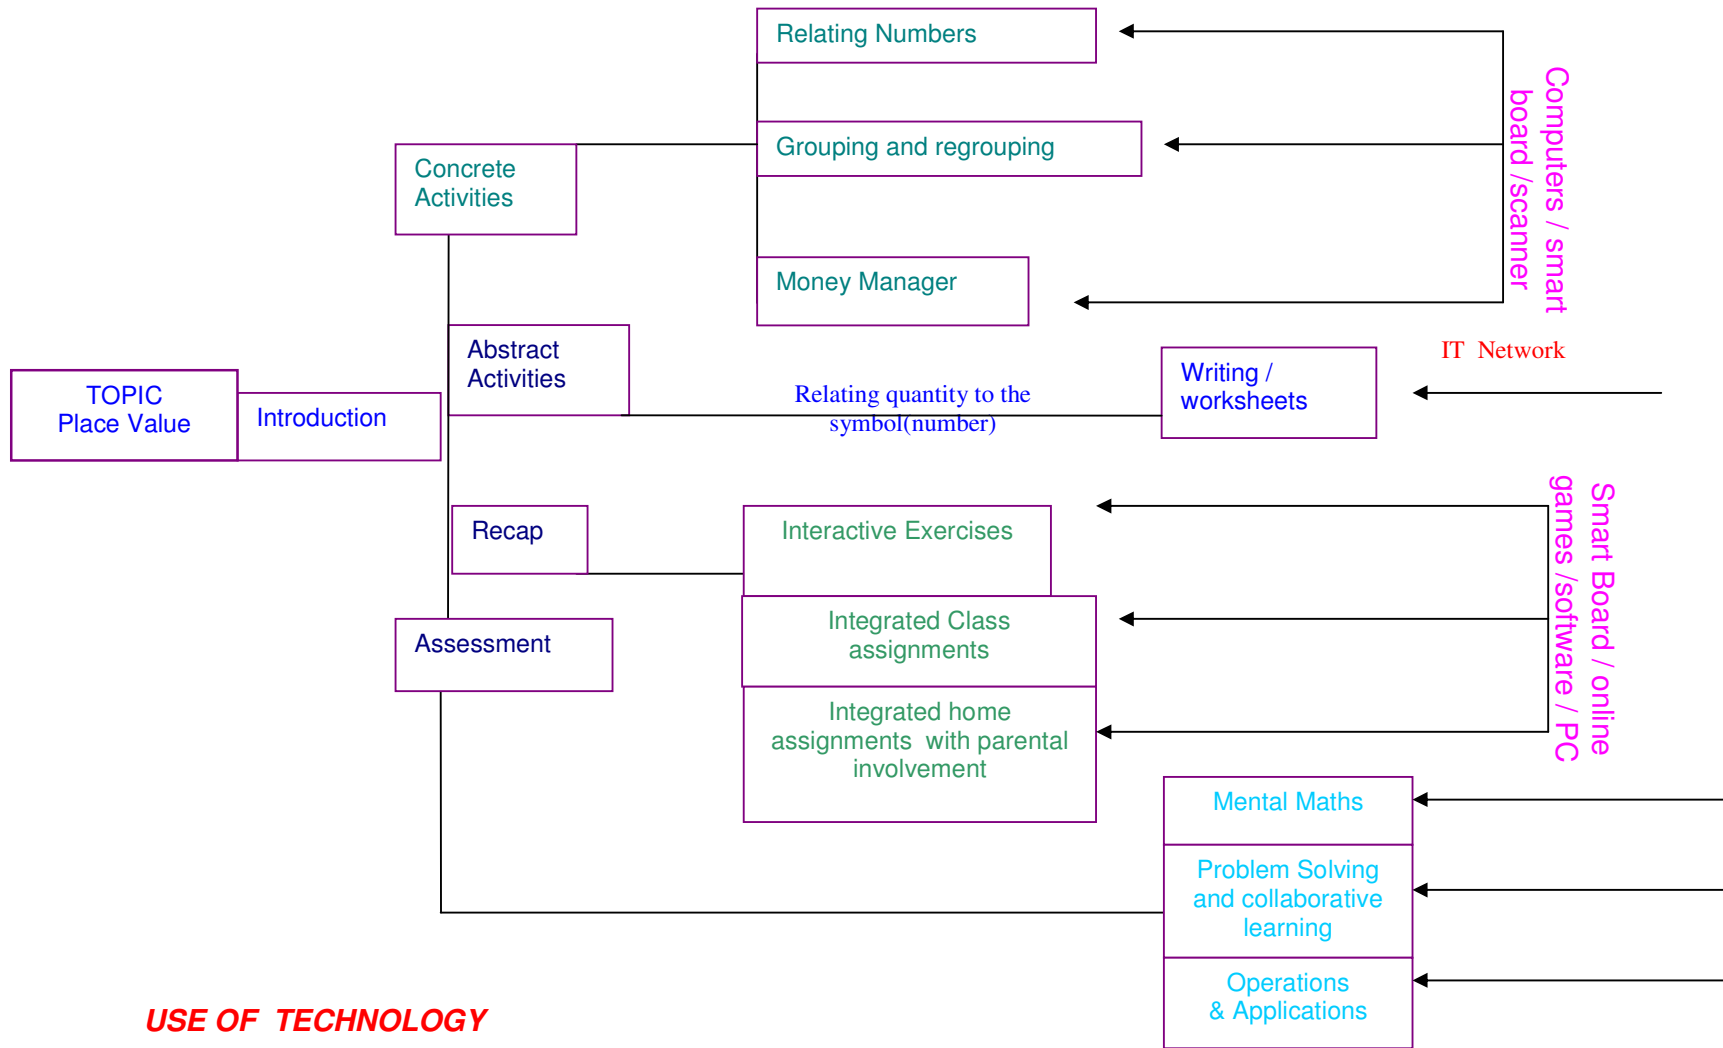 Relating Numbers
Grouping and regrouping
Concrete
Activities
Money Manager
Computers / smart
board /scanner
Abstract
Activities
Relating quantity to the
symbol(number)
Writing /
worksheets
IT  Network
TOPIC
Place Value
Introduction
Recap
Interactive Exercises
Integrated Class
assignments
Assessment
Integrated home
assignments  with parental
involvement
Smart Board / online
games /software / PC
Mental Maths
Problem Solving
and collaborative
learning
Operations
& Applications
USE OF  TECHNOLOGY